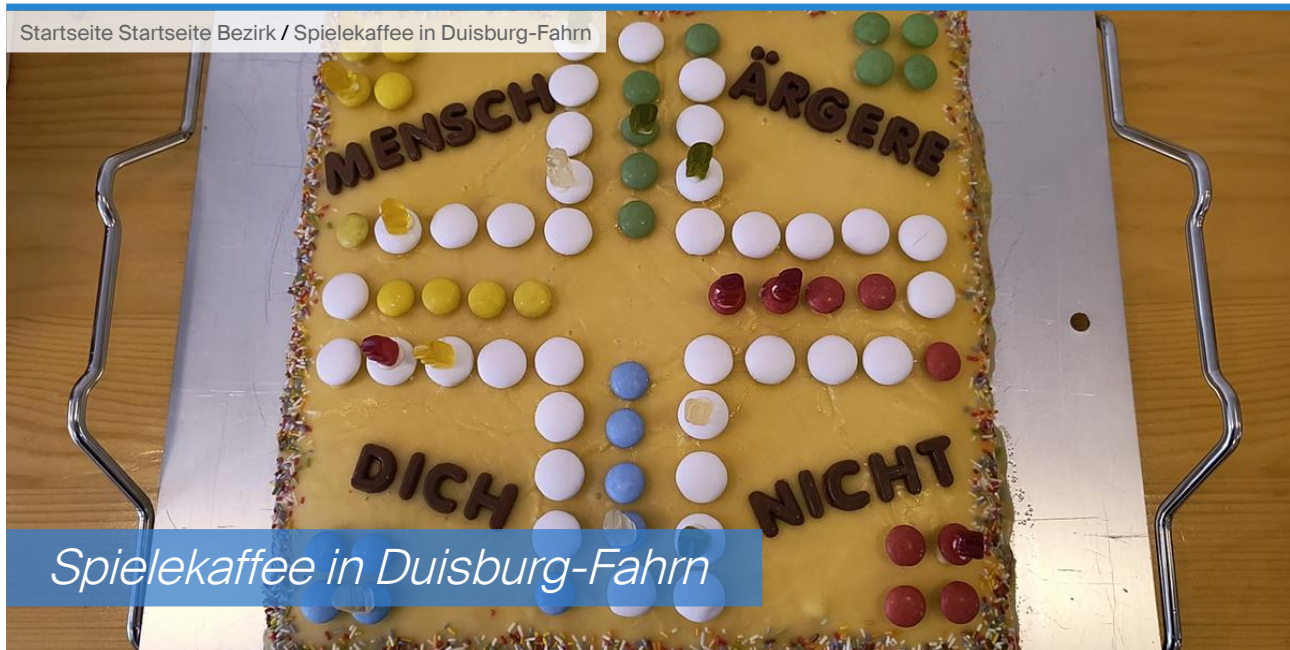 Startseite Startseite Bezirk / Spielekaffee in Duisburg-Fahrn
MENSCH ÄRGERE
DICH NICHT
Spielekaffee in Duisburg-Fahrn